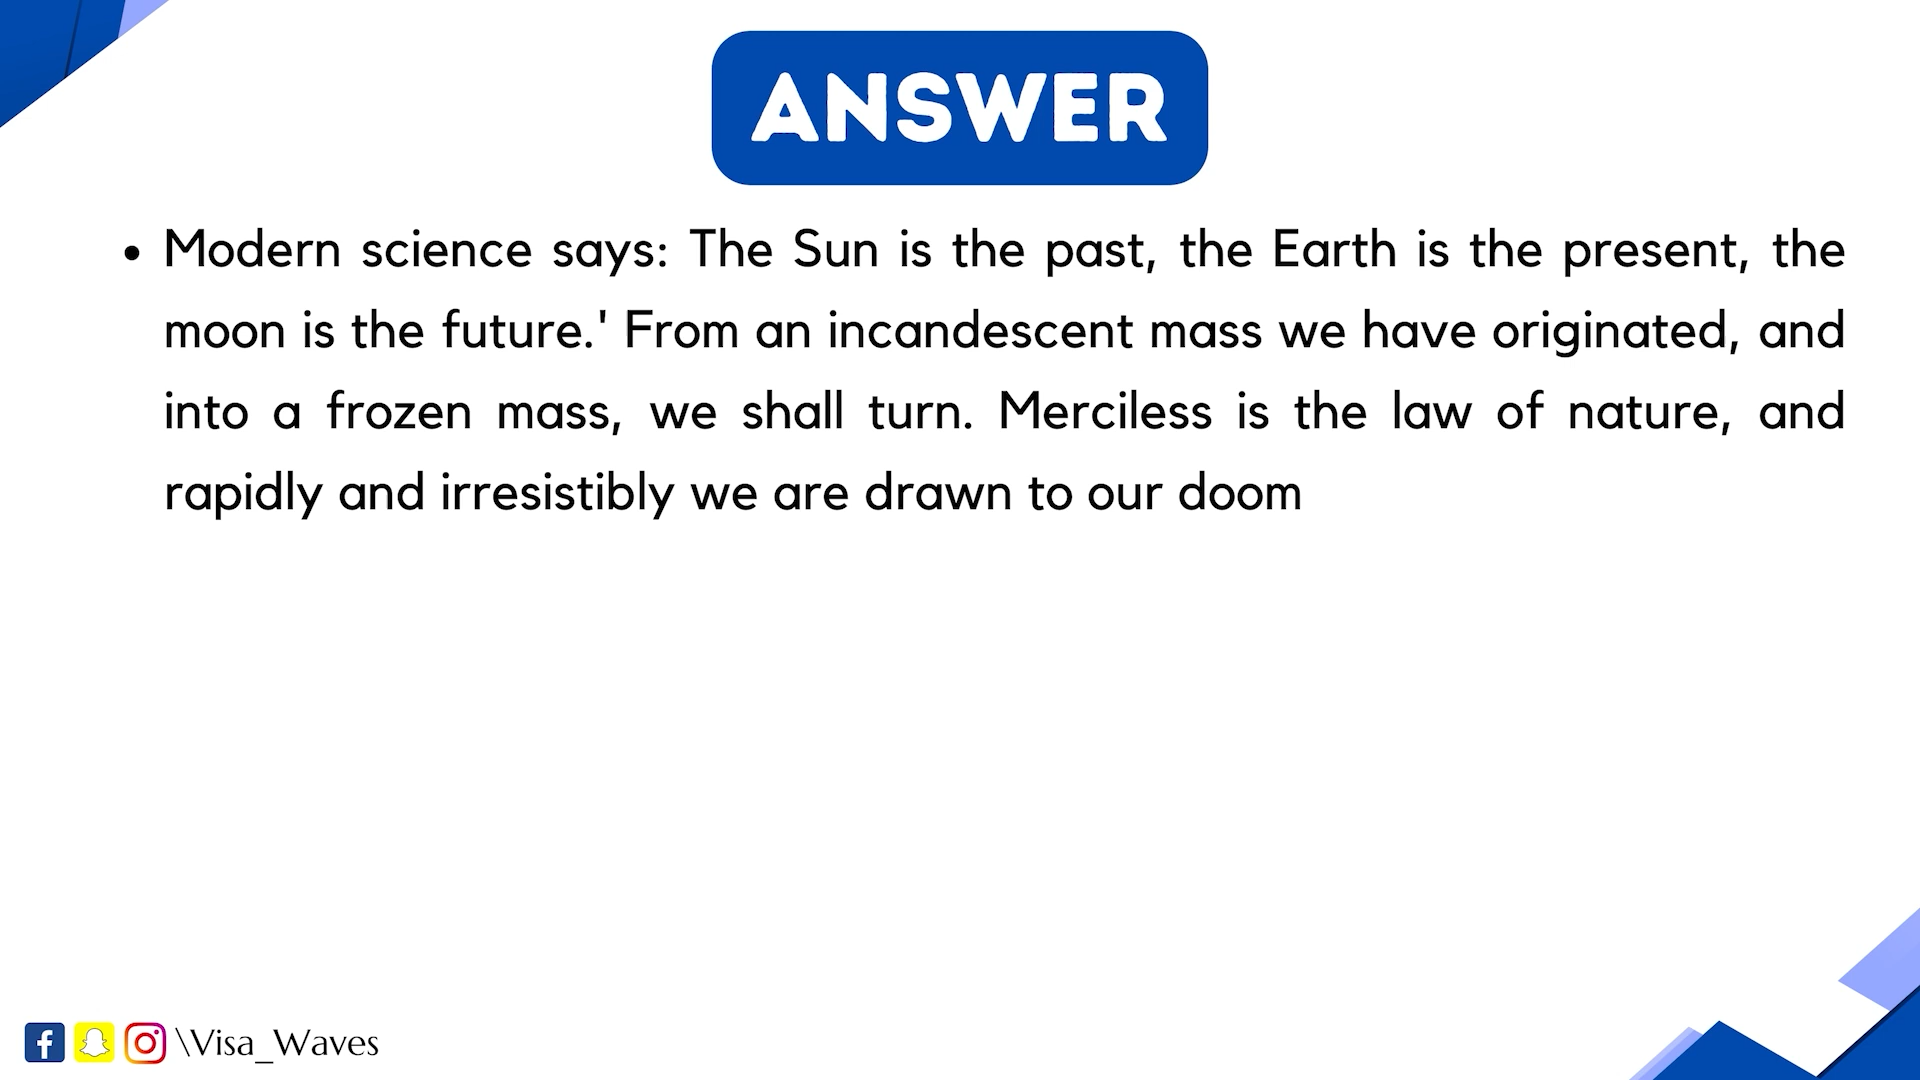 ANSWER
• Modern science says: The Sun is the past, the Earth is the present, the
moon is the future.' From an incandescent mass we have originated, and
into a frozen mass, we shall turn. Merciless is the law of nature, and
rapidly and irresistibly we are drawn to our doom
\Visa_Waves